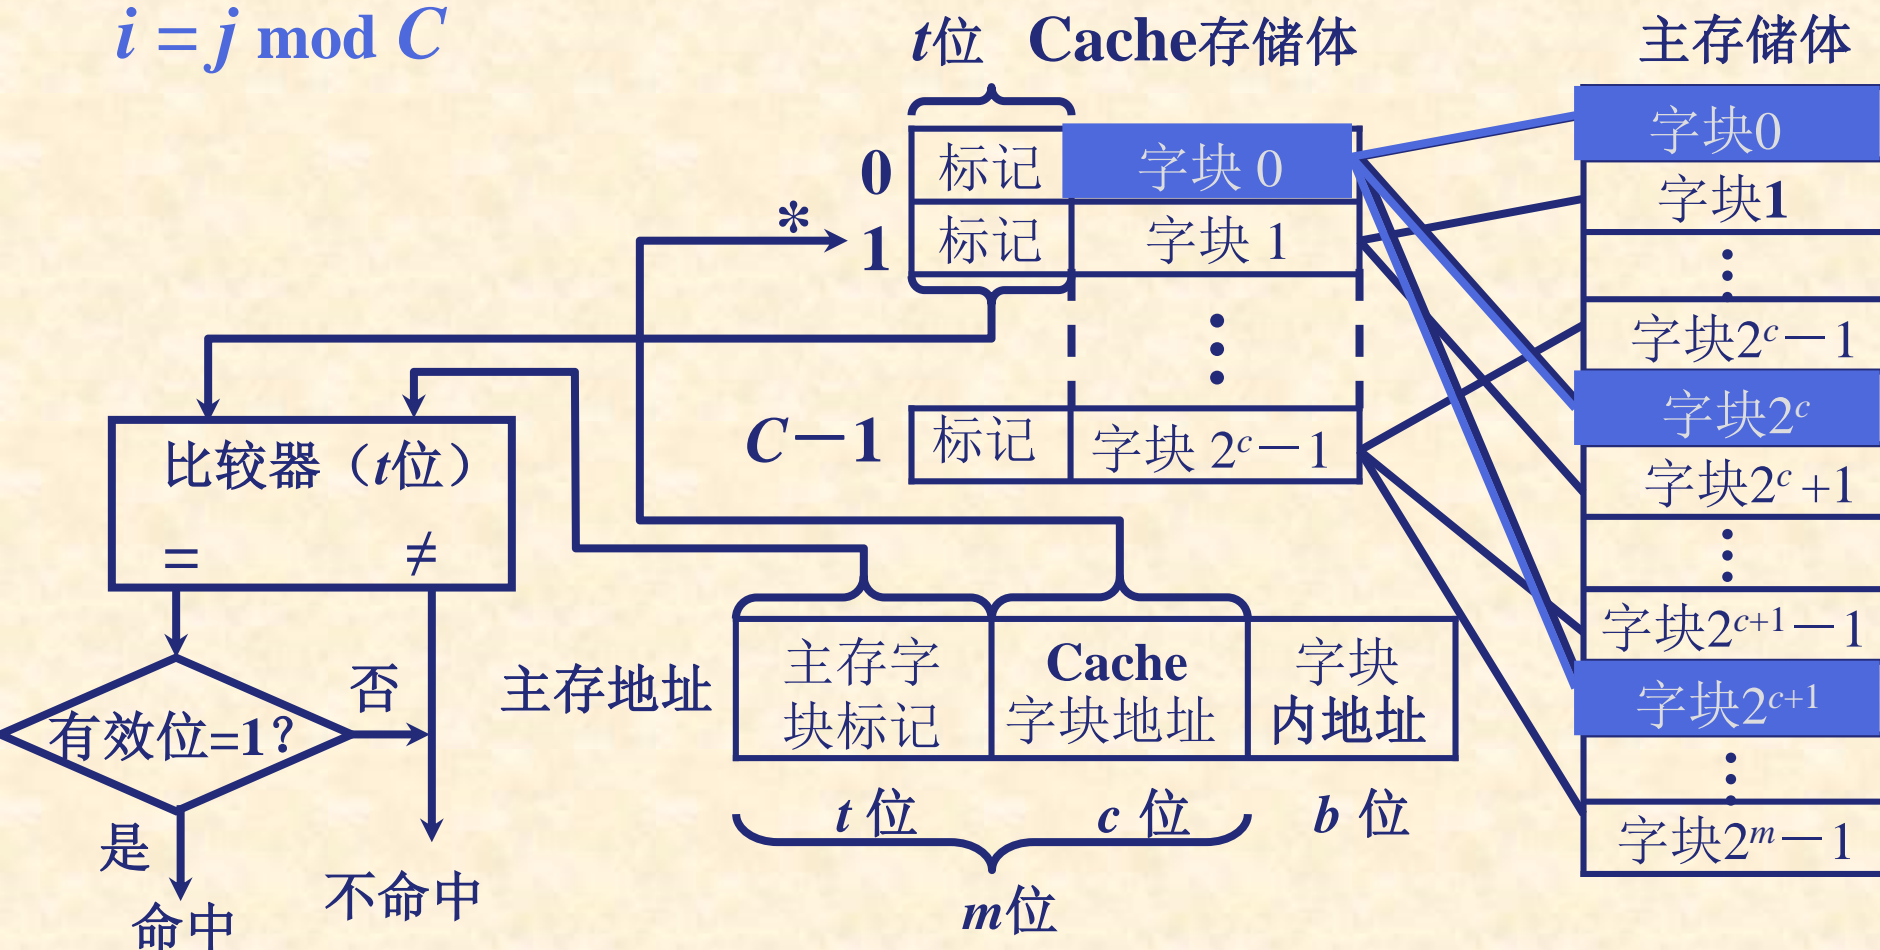 i = j mod C
t位 Cache存储体 主存储体
字块0
0 标记 字块 0
字块1
* 1 标记 字块 1
字块2ᶜ－1
字块2ᶜ
C－1 标记 字块 2ᶜ－1
字块2ᶜ +1
比较器（t位）
= ≠
字块2ᶜ⁺¹－1
字块2ᶜ⁺¹
字块2ᵐ－1
有效位=1？
否
是
命中
不命中
主存地址
主存字
块标记
Cache
字块地址
字块
内地址
t 位 c 位 b 位
m位